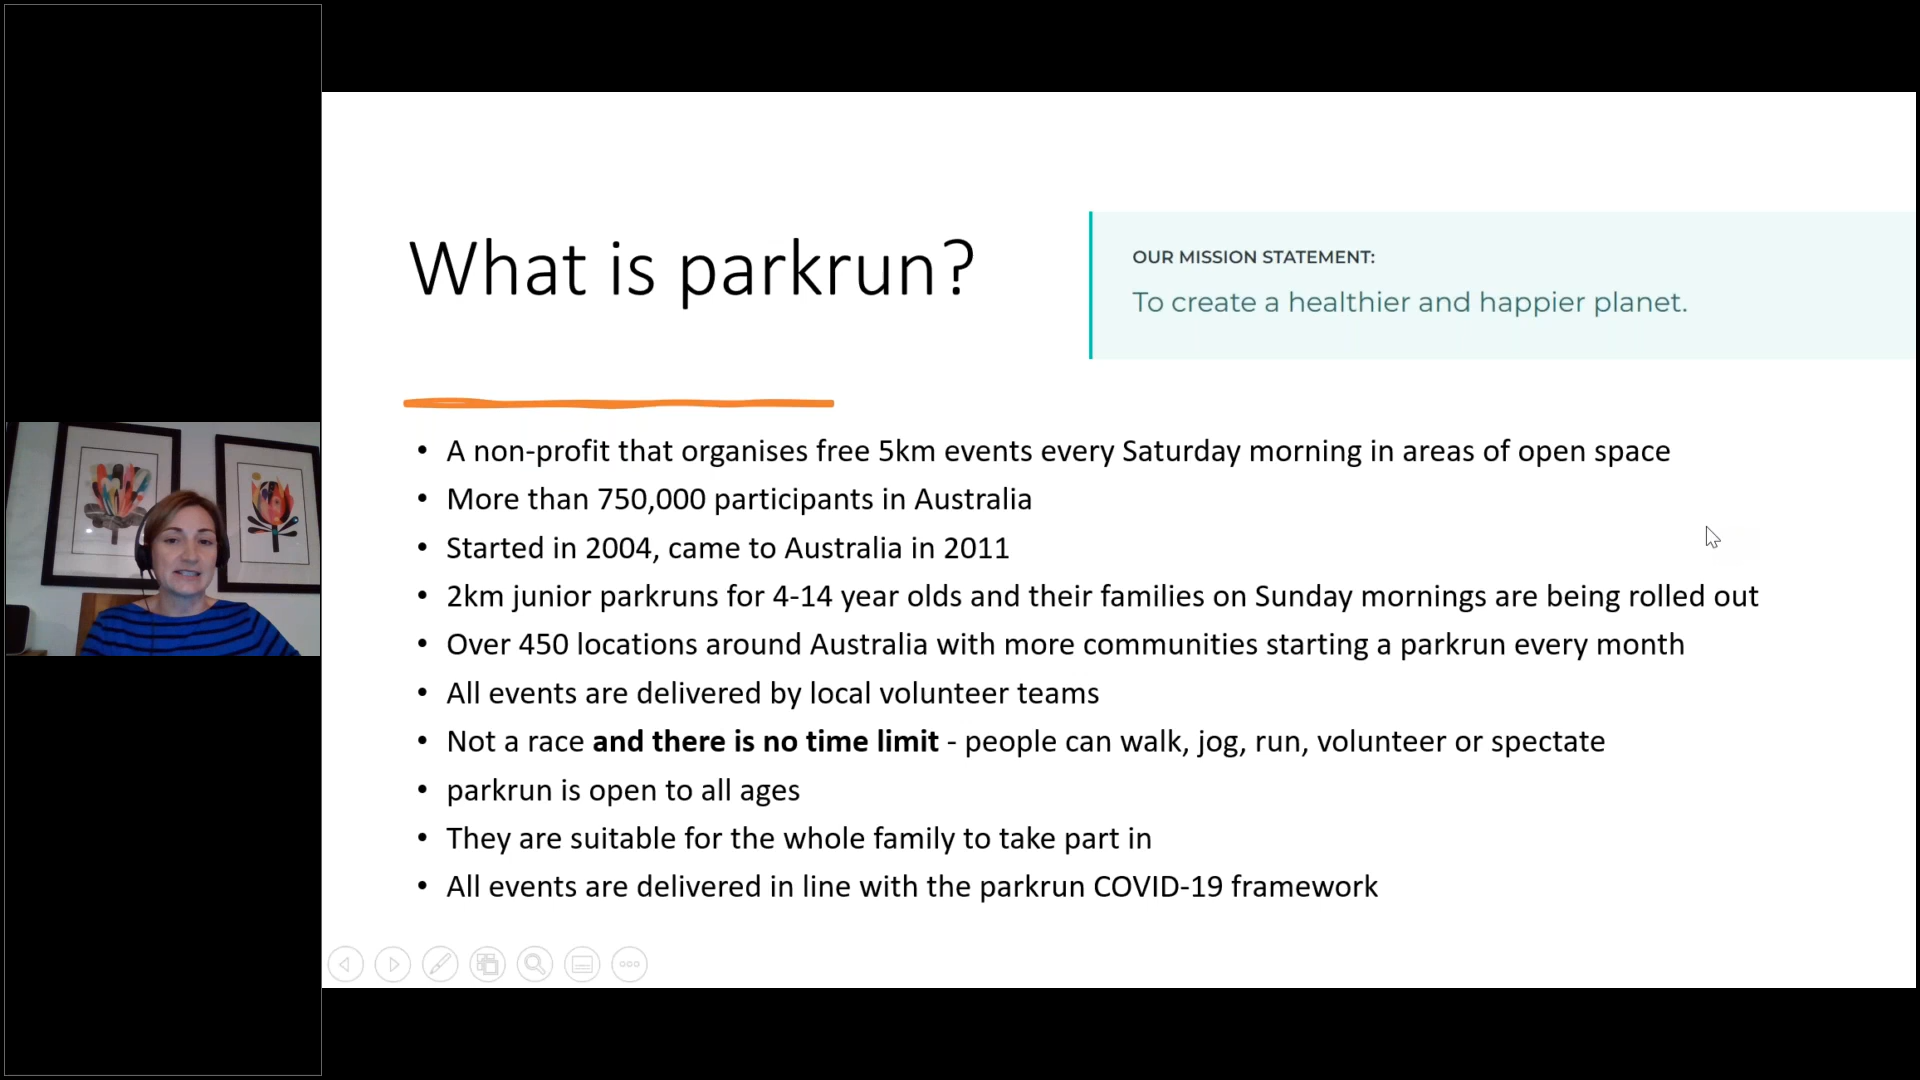 What is parkrun?
OUR MISSION STATEMENT:
To create a healthier and happier planet.
• A non-profit that organises free 5km events every Saturday morning in areas of open space
• More than 750,000 participants in Australia
• Started in 2004, came to Australia in 2011
• 2km junior parkruns for 4-14 year olds and their families on Sunday mornings are being rolled out
• Over 450 locations around Australia with more communities starting a parkrun every month
• All events are delivered by local volunteer teams
• Not a race and there is no time limit - people can walk, jog, run, volunteer or spectate
• parkrun is open to all ages
• They are suitable for the whole family to take part in
• All events are delivered in line with the parkrun COVID-19 framework